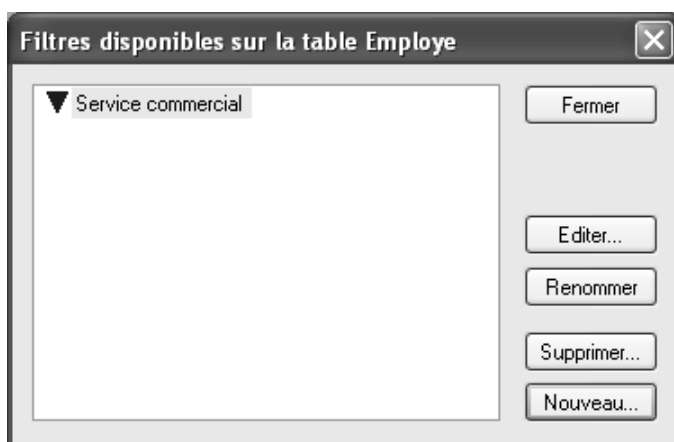 Filtres disponibles sur la table Employe
Service commercial
Fermer
Editer...
Renommer
Supprimer...
Nouveau...